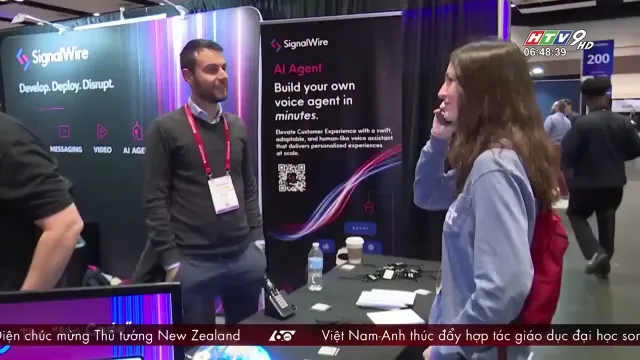 SignalWire
Develop. Deploy. Disrupt.
MESSAGING
VIDEO
AI AGEN
SignalWire
AI Agent
Build your own
voice agent in
minutes.
Elevate Customer Experience with a swift,
adaptable, and human-like voice assistant
that delivers personalized experiences
at scale.
HTV9 HD
06:48:39
200
Điện chúc mừng Thủ tướng New Zealand
60
Việt Nam-Anh thúc đẩy hợp tác giáo dục đại học son